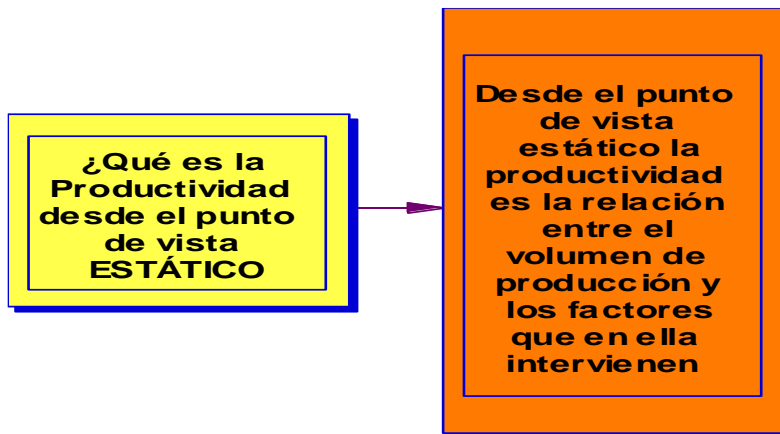 ¿Qué es la
Productividad
desde el punto
de vista
ESTÁTICO
Desde el punto
de vista
estático la
productividad
es la relación
entre el
volumen de
producción y
los factores
que en ella
intervienen